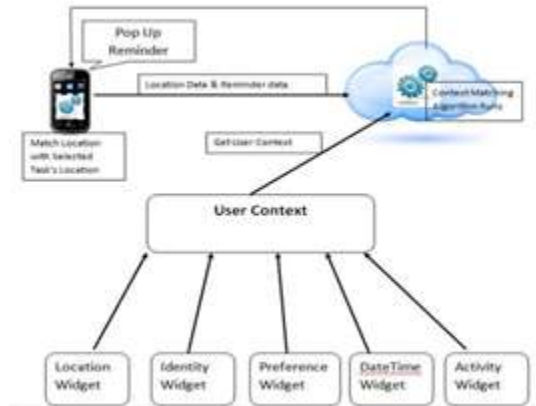 Pop Up
Reminder
Location Data & Reminder data
Context Matching
Algorithm Runs
Match Location
with Selected
Task's Location
Get User Context
User Context
Location
Widget
Identity
Widget
Preference
Widget
DateTime
Widget
Activity
Widget